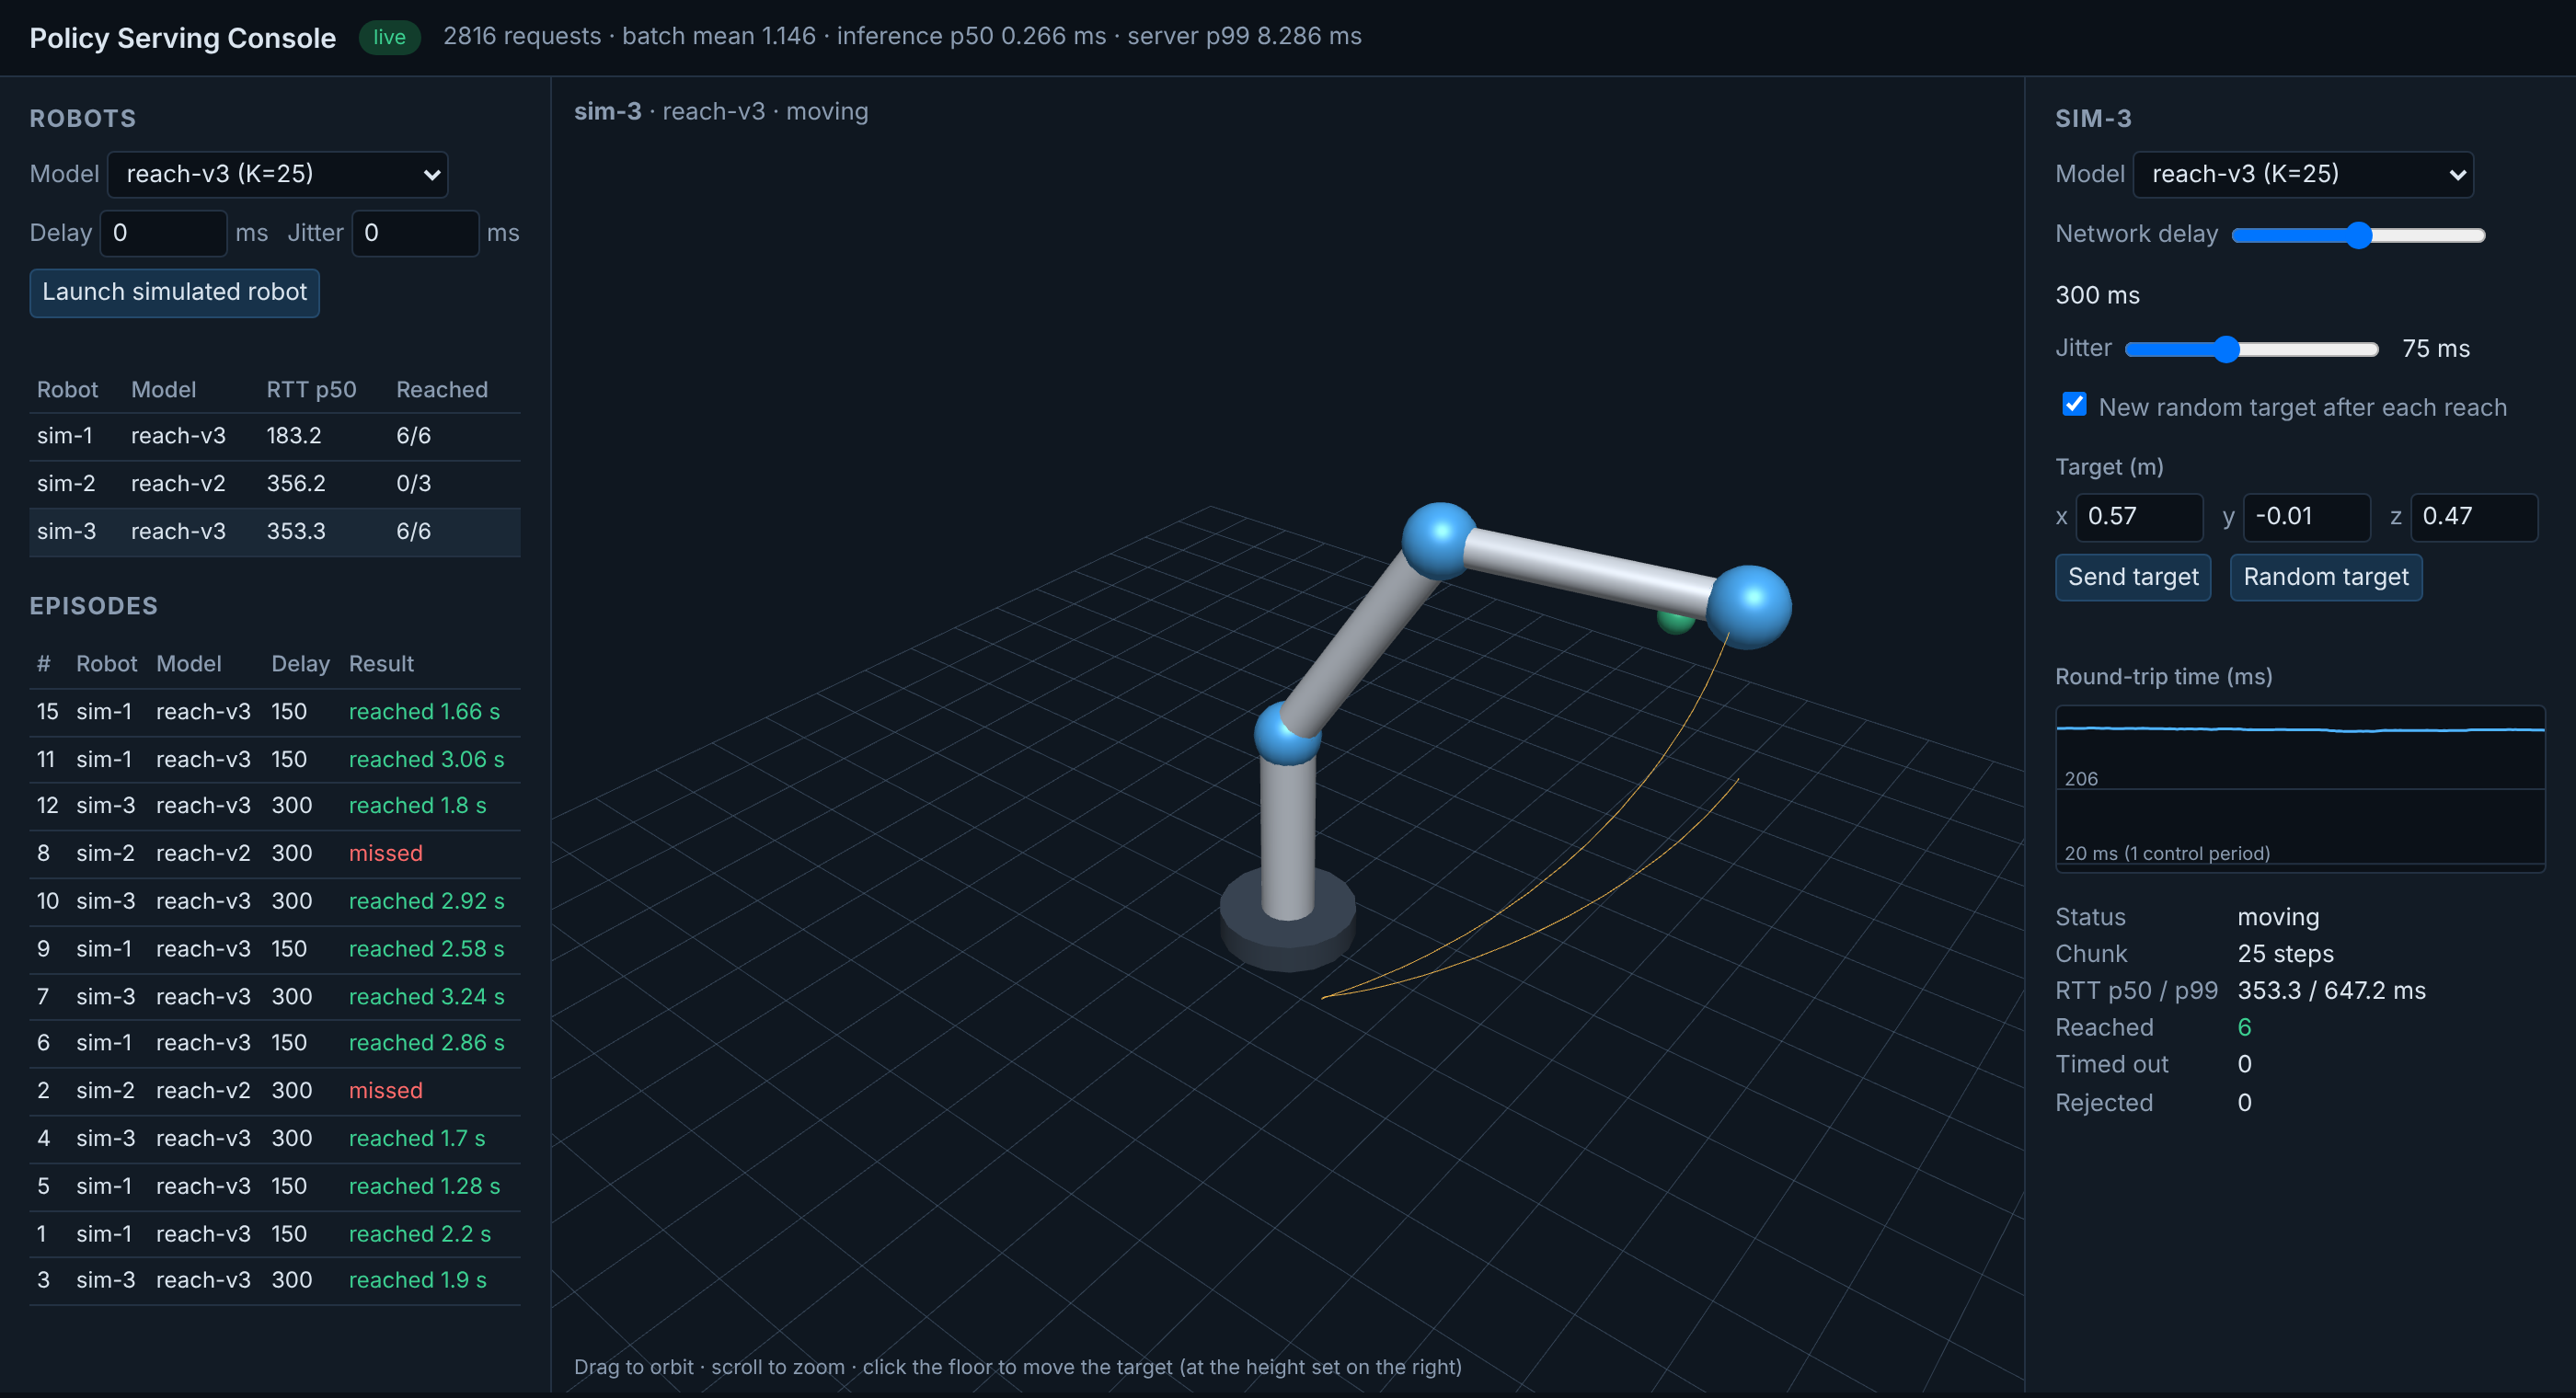 Policy Serving Console live 2816 requests · batch mean 1.146 · inference p50 0.266 ms · server p99 8.286 ms
ROBOTS
Model reach-v3 (K=25)
Delay 0 ms Jitter 0 ms
Launch simulated robot
Robot Model RTT p50 Reached
sim-1 reach-v3 183.2 6/6
sim-2 reach-v2 356.2 0/3
sim-3 reach-v3 353.3 6/6
EPISODES
# Robot Model Delay Result
15 sim-1 reach-v3 150 reached 1.66 s
11 sim-1 reach-v3 150 reached 3.06 s
12 sim-3 reach-v3 300 reached 1.8 s
8 sim-2 reach-v2 300 missed
10 sim-3 reach-v3 300 reached 2.92 s
9 sim-1 reach-v3 150 reached 2.58 s
7 sim-3 reach-v3 300 reached 3.24 s
6 sim-1 reach-v3 150 reached 2.86 s
2 sim-2 reach-v2 300 missed
4 sim-3 reach-v3 300 reached 1.7 s
5 sim-1 reach-v3 150 reached 1.28 s
1 sim-1 reach-v3 150 reached 2.2 s
3 sim-3 reach-v3 300 reached 1.9 s
sim-3 · reach-v3 · moving
Drag to orbit · scroll to zoom · click the floor to move the target (at the height set on the right)
SIM-3
Model reach-v3 (K=25)
Network delay
300 ms
Jitter 75 ms
New random target after each reach
Target (m)
x 0.57 y -0.01 z 0.47
Send target Random target
Round-trip time (ms)
206
20 ms (1 control period)
Status moving
Chunk 25 steps
RTT p50 / p99 353.3 / 647.2 ms
Reached 6
Timed out 0
Rejected 0